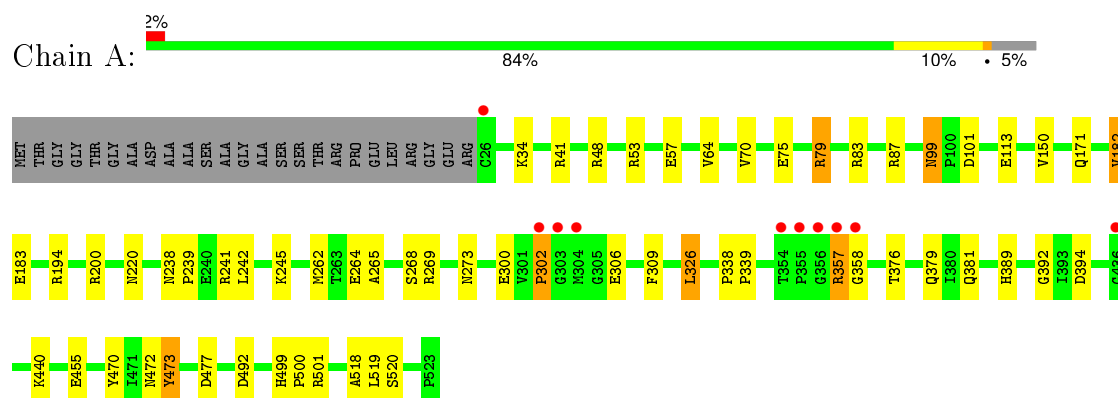 2%
Chain A:
84% 10% • 5%
MET THR GLY GLY THR GLY ALA ASP ALA ALA SER ALA GLY ALA SER SER THR ARG PRO GLU LEU ARG GLY GLU ARG C26 K34 R41 R48 R53 E57 V64 V70 E75 R79 R83 R87 N99 P100 D101 E113 V150 Q171
E183 R194 R200 N220 N238 P239 E240 R241 L242 K245 M262 T263 E264 A265 S268 R269 N273 E300 V301 P302 G303 M304 G305 E306 F309 L326 P338 P339 T354 P355 G356 R357 G358 T376 Q379 I380 Q381 H389 G392 I393 D394
K440 E455 Y470 I471 N472 Y473 D477 D492 H499 P500 R501 A518 L519 S520 P523